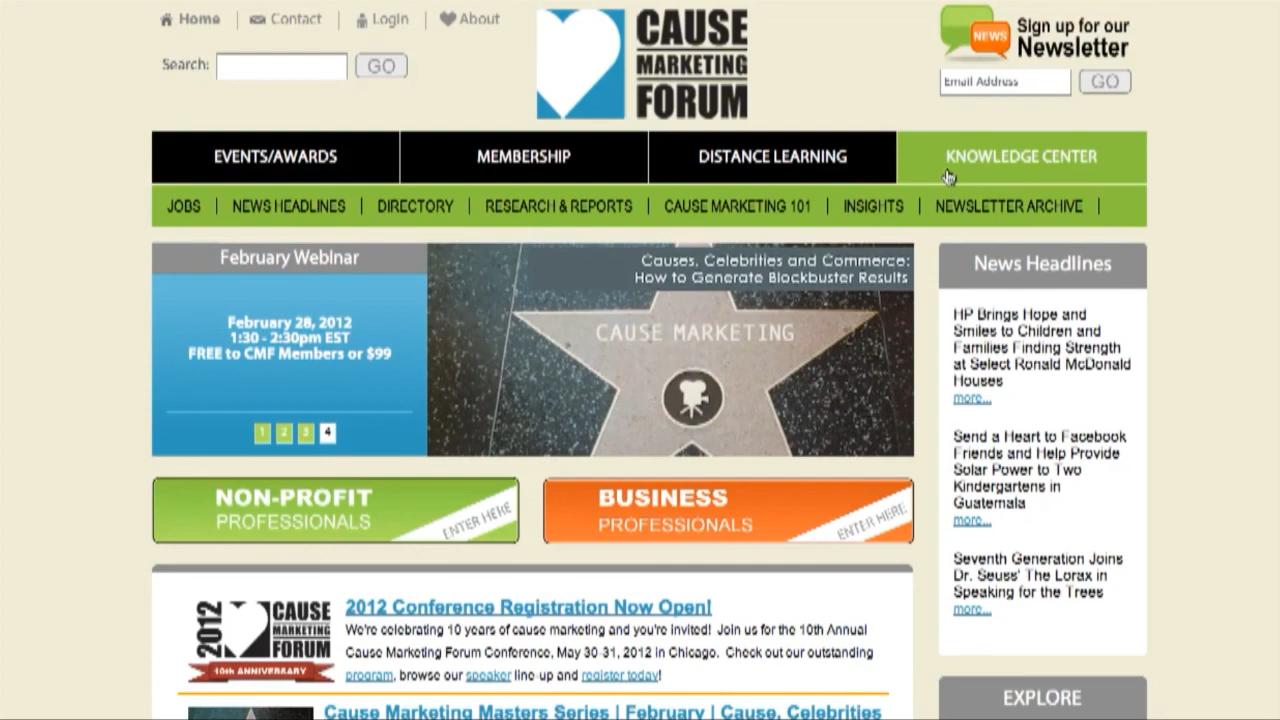 Home
Contact
Login
About
Search:
GO
CAUSE
MARKETING
FORUM
NEWS
Sign up for our
Newsletter
Email Address
GO
EVENTS/AWARDS
MEMBERSHIP
DISTANCE LEARNING
KNOWLEDGE CENTER
JOBS
NEWS HEADLINES
DIRECTORY
RESEARCH & REPORTS
CAUSE MARKETING 101
INSIGHTS
NEWSLETTER ARCHIVE
February Webinar
February 28, 2012
1:30 - 2:30pm EST
FREE to CMF Members or $99
1 2 3 4
Causes, Celebrities and Commerce:
How to Generate Blockbuster Results
CAUSE MARKETING
NON-PROFIT
PROFESSIONALS
ENTER HERE
BUSINESS
PROFESSIONALS
ENTER HERE
2012
CAUSE
MARKETING
FORUM
10th ANNIVERSARY
2012 Conference Registration Now Open!
We're celebrating 10 years of cause marketing and you're invited! Join us for the 10th Annual
Cause Marketing Forum Conference, May 30-31, 2012 in Chicago. Check out our outstanding
program, browse our speaker line-up and register today!
Cause Marketing Masters Series | February | Cause, Celebrities
News Headlines
HP Brings Hope and
Smiles to Children and
Families Finding Strength
at Select Ronald McDonald
Houses
more...
Send a Heart to Facebook
Friends and Help Provide
Solar Power to Two
Kindergartens in
Guatemala
more...
Seventh Generation Joins
Dr. Seuss' The Lorax in
Speaking for the Trees
more...
EXPLORE